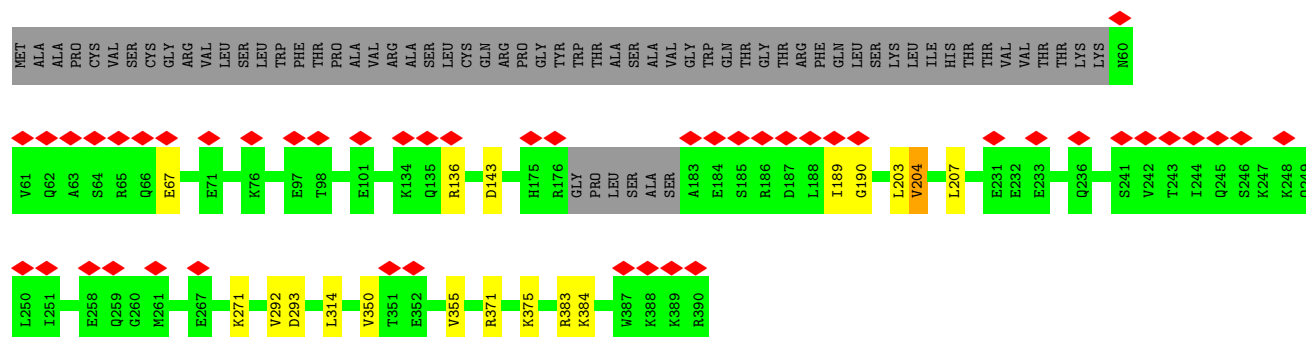 MET ALA ALA PRO CYS VAL SER CYS GLY ARG VAL LEU SER LEU TRP PHE THR PRO ALA VAL ARG ALA SER LEU CYS GLN ARG PRO GLY TYR TRP THR ALA SER ALA VAL GLY TRP GLN THR GLY THR ARG PHE GLN LEU SER LYS LEU ILE HIS THR THR VAL VAL THR THR LYS LYS N60
V61 Q62 A63 S64 R65 Q66 E67 E71 K76 E97 T98 E101 K134 Q135 R136 D143 H175 R176 GLY PRO LEU SER ALA SER A183 E184 S185 R186 D187 L188 I189 G190 L203 V204 L207 E231 E232 E233 Q236 S241 V242 T243 I244 Q245 S246 K247 K248
L250 I251 E258 Q259 G260 M261 E267 K271 V292 D293 L314 V350 T351 E352 V355 R371 K375 R383 K384 W387 K388 K389 R390